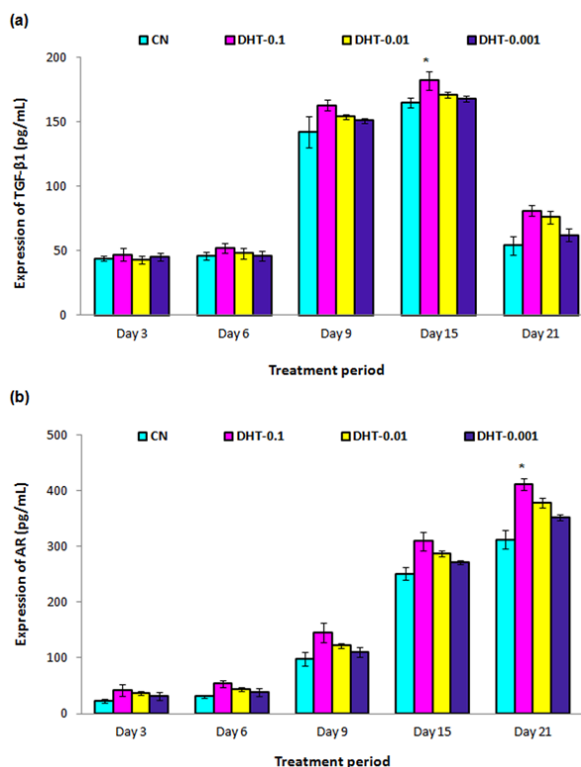 (a)
CN DHT-0.1 DHT-0.01 DHT-0.001
Expression of TGF-β1 (pg/mL)
200
150
100
50
0
*
Day 3 Day 6 Day 9 Day 15 Day 21
Treatment period
(b)
CN DHT-0.1 DHT-0.01 DHT-0.001
Expression of AR (pg/mL)
500
400
300
200
100
0
*
Day 3 Day 6 Day 9 Day 15 Day 21
Treatment period